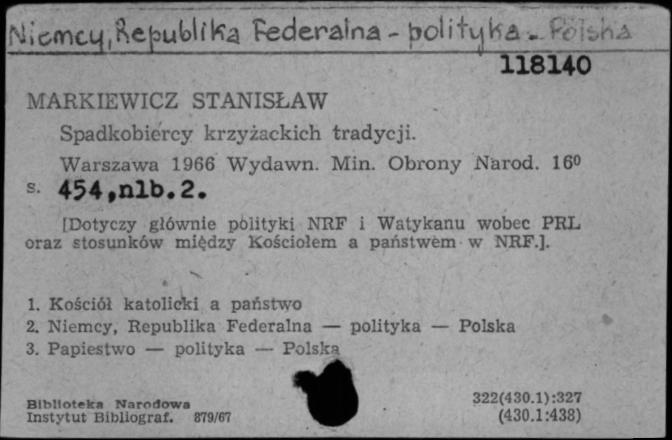 Niemcy, Republika Federalna - polityka - Polska
118140
MARKIEWICZ STANISŁAW
Spadkobiercy krzyżackich tradycji.
Warszawa 1966 Wydawn. Min. Obrony Narod. 16⁰
s. 454,nlb.2.
[Dotyczy głównie polityki NRF i Watykanu wobec PRL
oraz stosunków między Kościołem a państwem w NRF.].
1. Kościół katolicki a państwo
2. Niemcy, Republika Federalna — polityka — Polska
3. Papiestwo — polityka — Polska
Biblioteka Narodowa 322(430.1):327
Instytut Bibliograf. 879/67 (430.1:438)